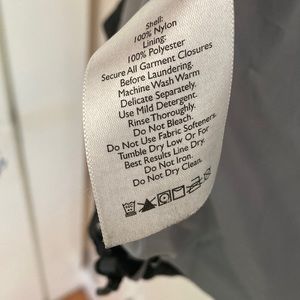 Shell:
100% Nylon
Lining:
100% Polyester
Secure All Garment Closures
Before Laundering.
Machine Wash Warm
Delicate Separately.
Use Mild Detergent.
Rinse Thoroughly.
Do Not Bleach.
Do Not Use Fabric Softeners.
Tumble Dry Low Or For
Best Results Line Dry.
Do Not Iron.
Do Not Dry Clean.